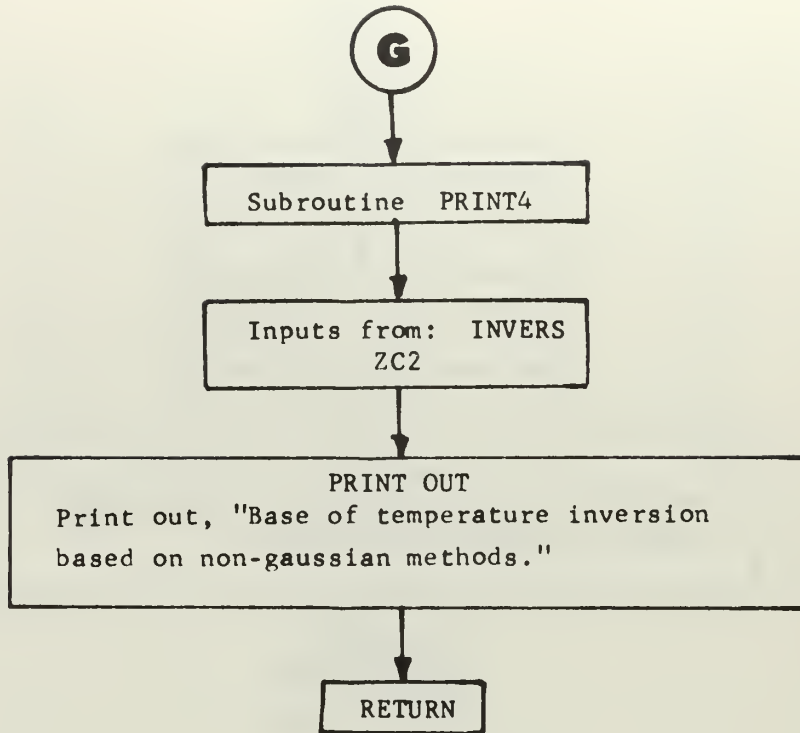 G
Subroutine PRINT4
Inputs from: INVERS
ZC2
PRINT OUT
Print out, "Base of temperature inversion
based on non-gaussian methods."
RETURN